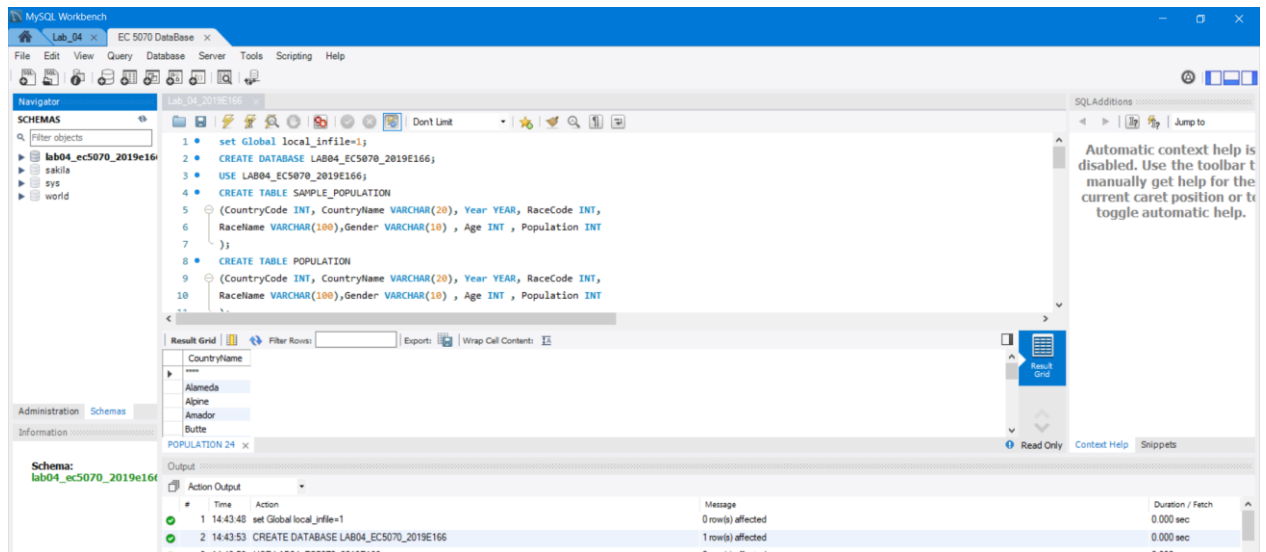 MySQL Workbench
Lab_04 × EC 5070 DataBase ×
File Edit View Query Database Server Tools Scripting Help
Navigator
SCHEMAS
Filter objects
lab04_ec5070_2019e16
sakila
sys
world
Administration Schemas
Information
Schema:
lab04_ec5070_2019e166
Lab_04_2019E166 ×
Don't Limit
1 set Global local_infile=1;
2 CREATE DATABASE LAB04_EC5070_2019E166;
3 USE LAB04_EC5070_2019E166;
4 CREATE TABLE SAMPLE_POPULATION
5 (CountryCode INT, CountryName VARCHAR(20), Year YEAR, RaceCode INT,
6 RaceName VARCHAR(100),Gender VARCHAR(10) , Age INT , Population INT
7 );
8 CREATE TABLE POPULATION
9 (CountryCode INT, CountryName VARCHAR(20), Year YEAR, RaceCode INT,
10 RaceName VARCHAR(100),Gender VARCHAR(10) , Age INT , Population INT
Result Grid Filter Rows: Export: Wrap Cell Content:
CountryName
****
Alameda
Alpine
Amador
Butte
Result
Grid
POPULATION 24 × Read Only
Output
Action Output
# Time Action Message Duration / Fetch
1 14:43:48 set Global local_infile=1 0 row(s) affected 0.000 sec
2 14:43:53 CREATE DATABASE LAB04_EC5070_2019E166 1 row(s) affected 0.000 sec
SQLAdditions
Jump to
Automatic context help is
disabled. Use the toolbar t
manually get help for the
current caret position or to
toggle automatic help.
Context Help Snippets